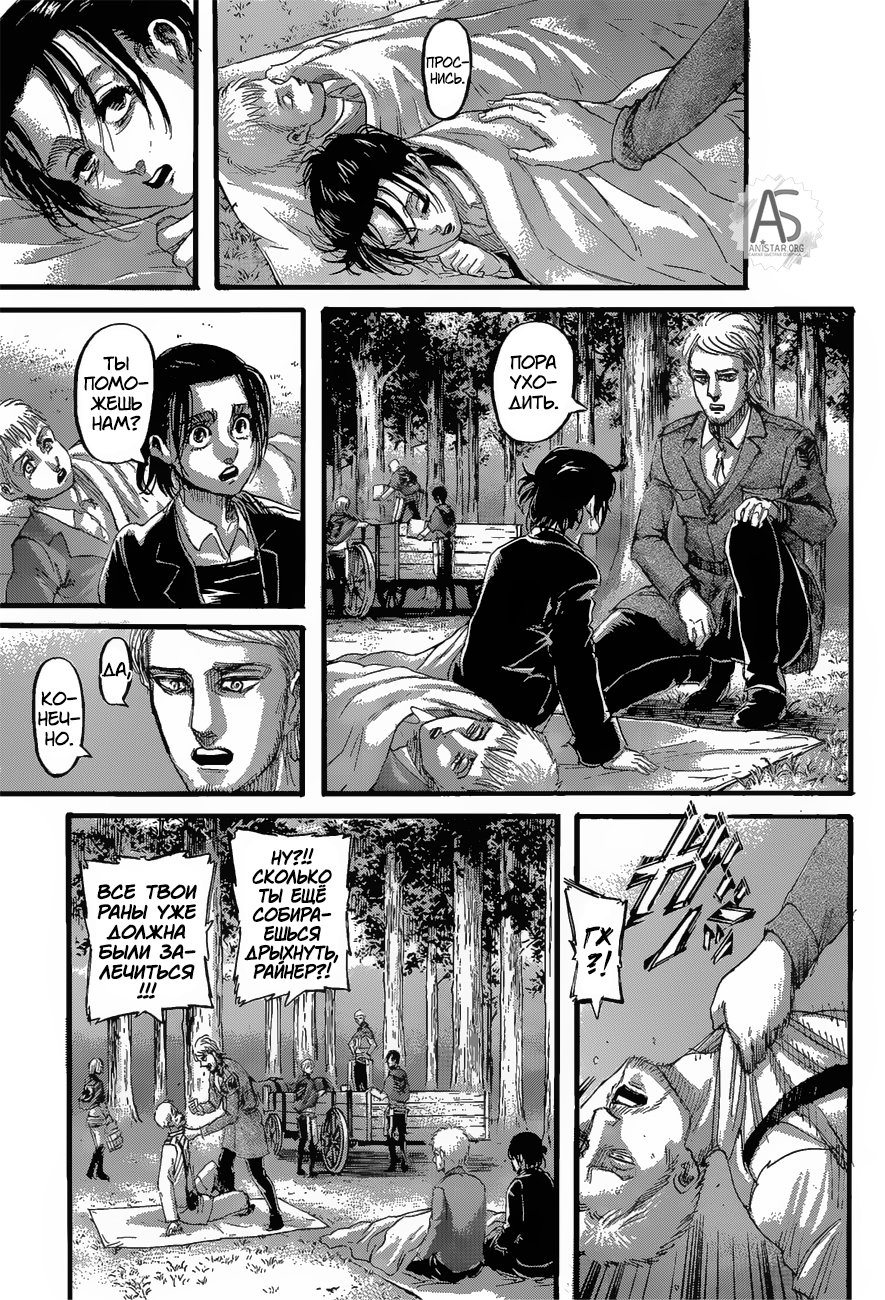 ПРОС-
НИСЬ.
AS
ANISTAR.ORG
ПОРА
УХО-
ДИТЬ.
ТЫ
ПОМО-
ЖЕШЬ
НАМ?
ДА,
КО-
НЕЧ-
НО.
ГХ
?!
НУ?!!
СКОЛЬКО
ТЫ ЕЩЁ
СОБИРА-
ЕШЬСЯ
ДРЫХНУТЬ,
РАЙНЕР?!
ВСЕ ТВОИ
РАНЫ УЖЕ
ДОЛЖНА
БЫЛИ ЗА-
ЛЕЧИТЬСЯ
!!!